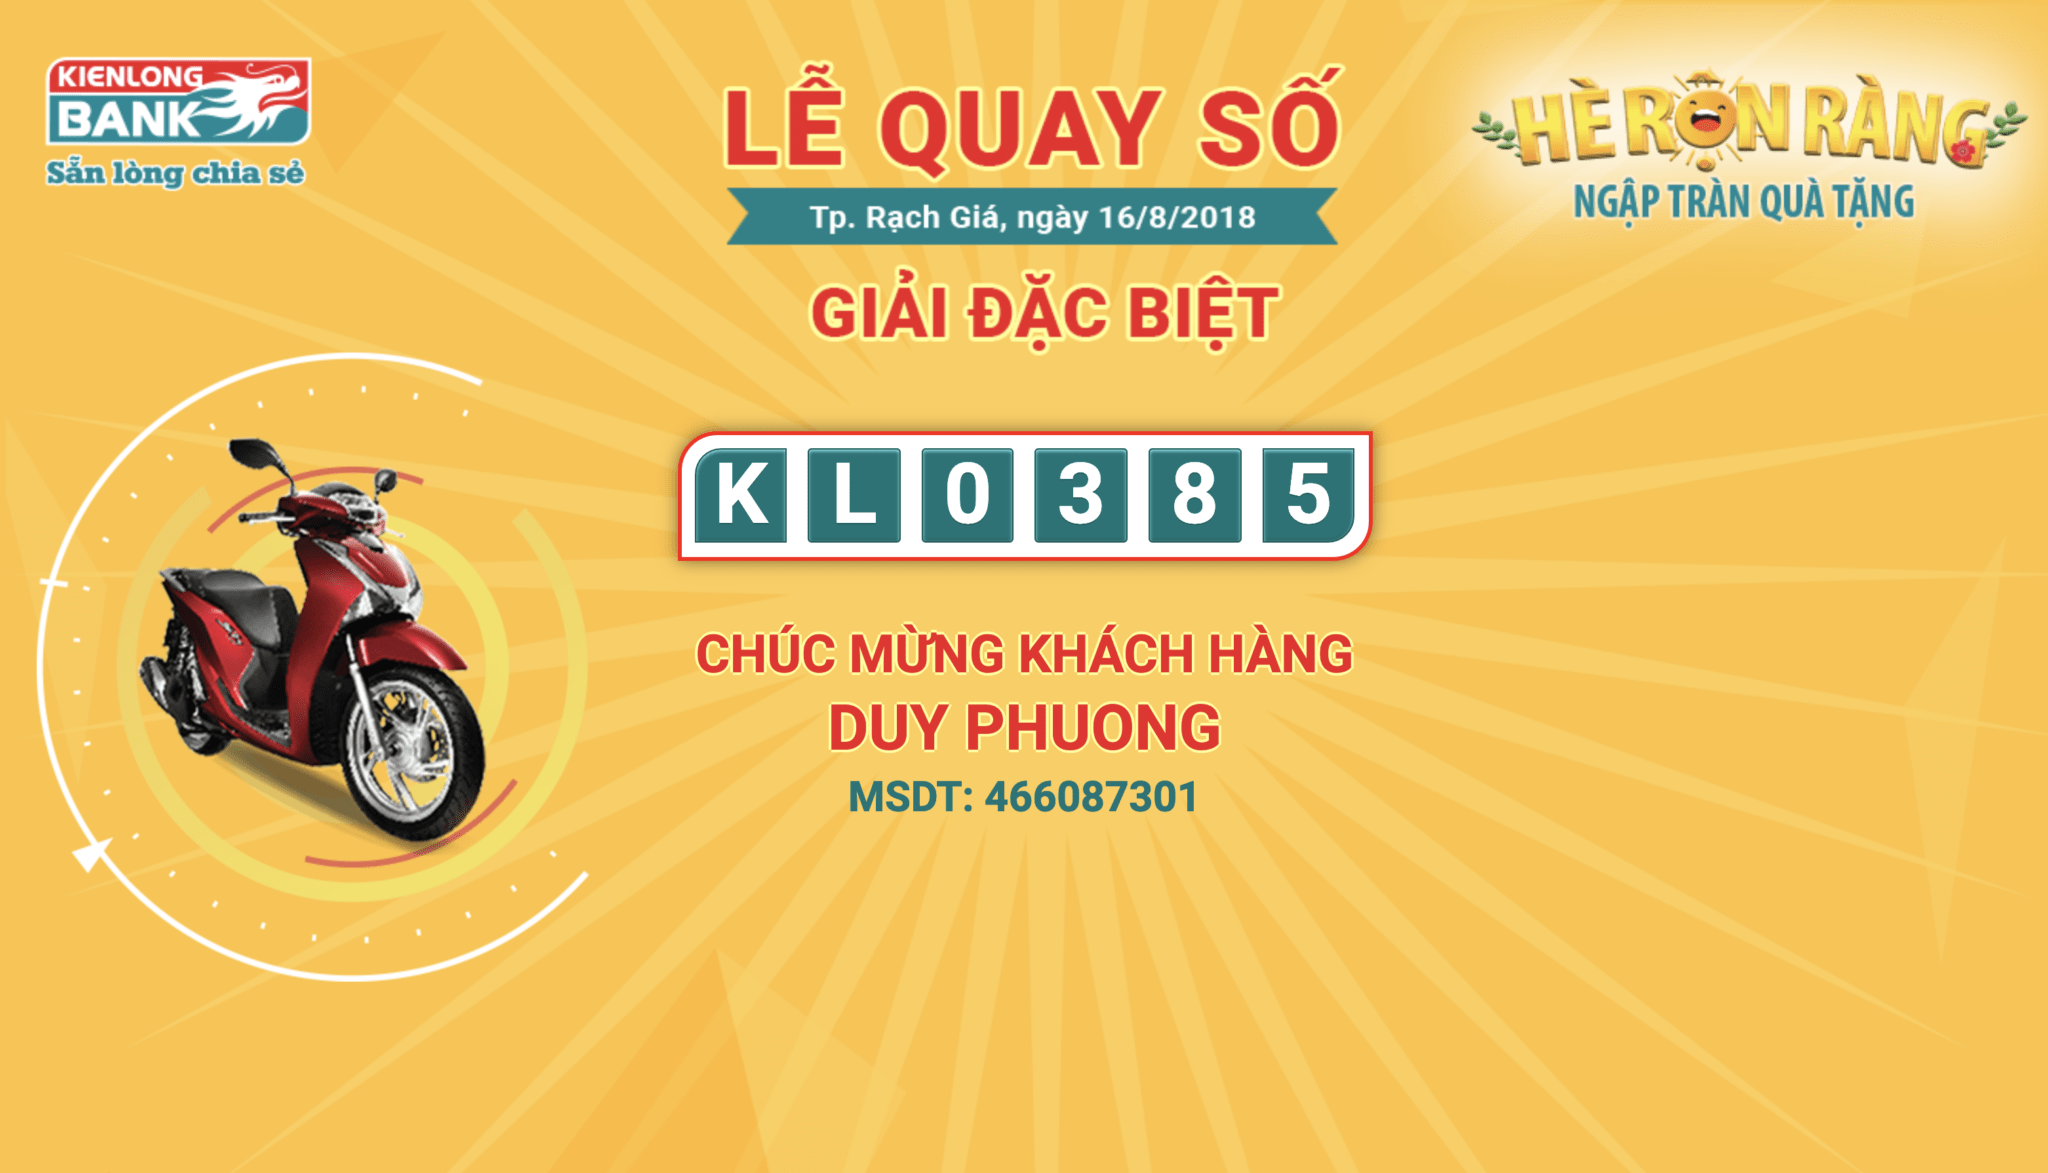 KIENLONG
BANK
Sẵn lòng chia sẻ
LỄ QUAY SỐ
Tp. Rạch Giá, ngày 16/8/2018
GIẢI ĐẶC BIỆT
HÈ RỘN RÀNG
NGẬP TRÀN QUÀ TẶNG
KL0385
CHÚC MỪNG KHÁCH HÀNG
DUY PHUONG
MSDT: 466087301